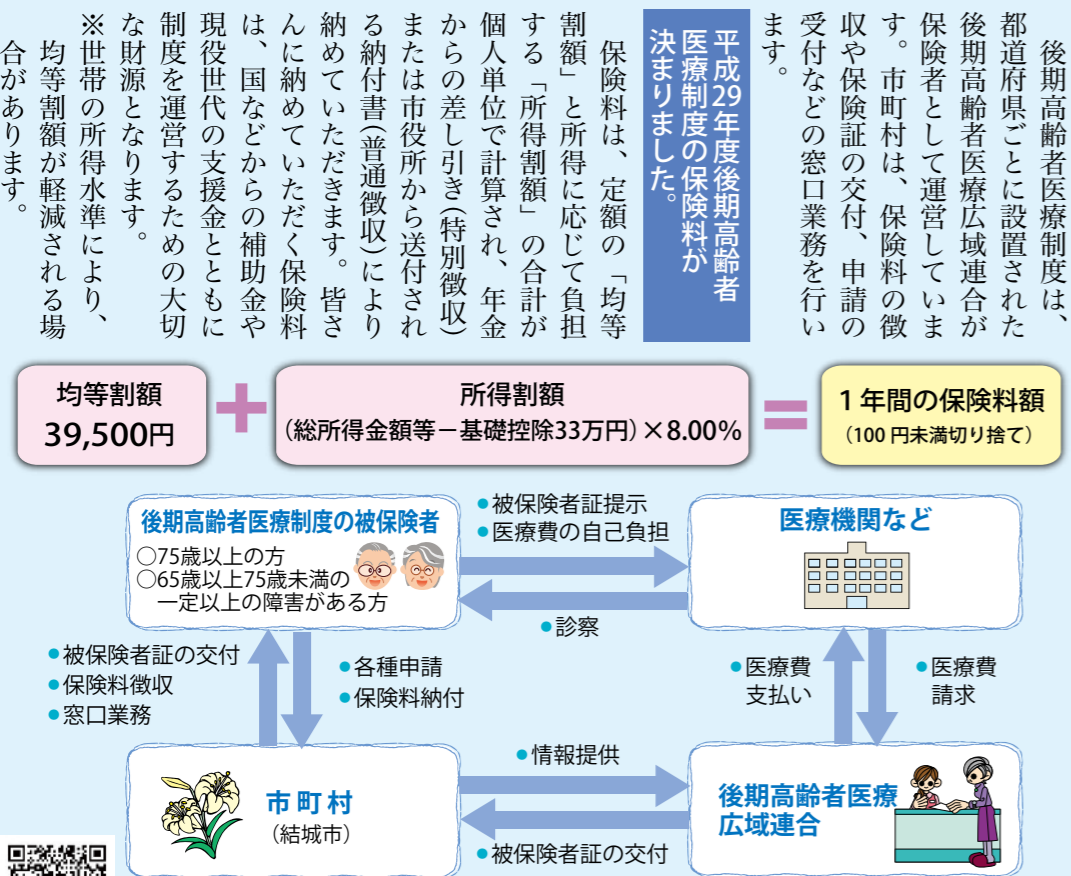 後期高齢者医療制度は、
都道府県ごとに設置された
後期高齢者医療広域連合が
保険者として運営していま
す。市町村は、保険料の徴
収や保険証の交付、申請の
受付などの窓口業務を行い
ます。
平成29年度後期高齢者
医療制度の保険料が
決まりました。
保険料は、定額の「均等
割額」と所得に応じて負担
する「所得割額」の合計が
個人単位で計算され、年金
からの差し引き(特別徴収)
または市役所から送付され
る納付書(普通徴収)により
納めていただきます。皆さ
んに納めていただく保険料
は、国などからの補助金や
現役世代の支援金とともに
制度を運営するための大切
な財源となります。
※世帯の所得水準により、
均等割額が軽減される場
合があります。
均等割額
39,500円
+
所得割額
(総所得金額等－基礎控除33万円)×8.00%
=
1年間の保険料額
(100円未満切り捨て)
後期高齢者医療制度の被保険者
○75歳以上の方
○65歳以上75歳未満の
一定以上の障害がある方
●被保険者証提示
●医療費の自己負担
●診察
医療機関など
●被保険者証の交付
●保険料徴収
●窓口業務
●各種申請
●保険料納付
●医療費
支払い
●医療費
請求
市町村
(結城市)
●情報提供
●被保険者証の交付
後期高齢者医療
広域連合